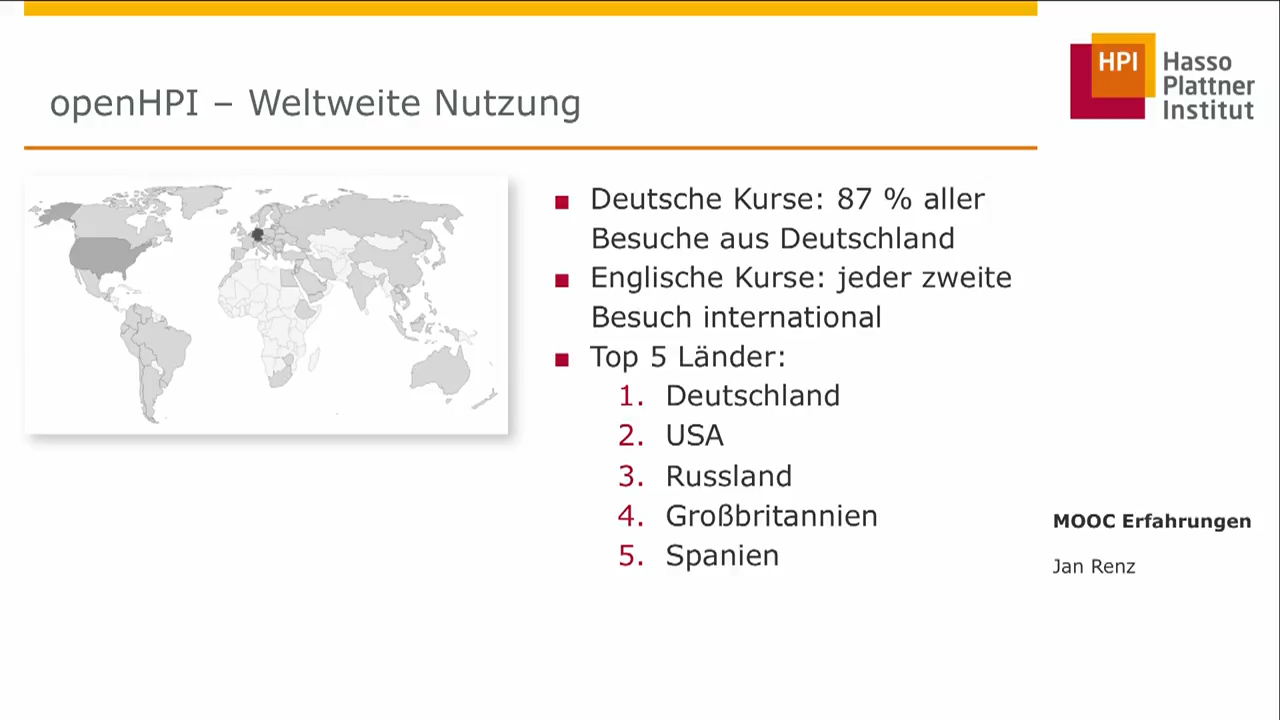 openHPI – Weltweite Nutzung
HPI
Hasso
Plattner
Institut
■ Deutsche Kurse: 87 % aller
Besuche aus Deutschland
■ Englische Kurse: jeder zweite
Besuch international
■ Top 5 Länder:
1. Deutschland
2. USA
3. Russland
4. Großbritannien
5. Spanien
MOOC Erfahrungen
Jan Renz